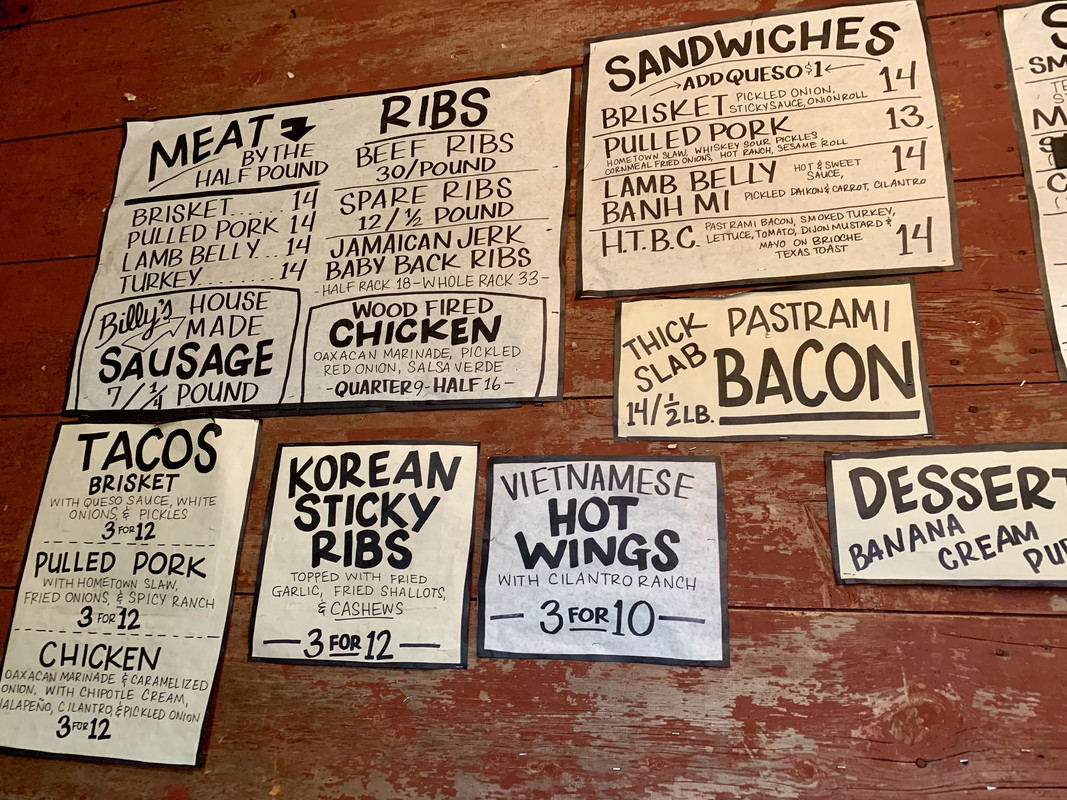 MEAT
BY THE
HALF POUND
BRISKET.......14
PULLED PORK 14
LAMB BELLY...14
TURKEY.......14
Billy's HOUSE
MADE
SAUSAGE
7/¼ POUND
RIBS
BEEF RIBS
30/POUND
SPARE RIBS
12/½ POUND
JAMAICAN JERK
BABY BACK RIBS
-HALF RACK 18-WHOLE RACK 33-
WOOD FIRED
CHICKEN
OAXACAN MARINADE, PICKLED
RED ONION, SALSA VERDE
-QUARTER 9-HALF 16-
SANDWICHES
ADD QUESO $1
BRISKET PICKLED ONION, 14
STICKY SAUCE, ONION ROLL
PULLED PORK 13
HOMETOWN SLAW, WHISKEY SOUR PICKLES
CORNMEAL FRIED ONIONS, HOT RANCH, SESAME ROLL
LAMB BELLY HOT & SWEET 14
SAUCE,
BANH MI PICKLED DAIKON & CARROT, CILANTRO
H.T.B.C. PASTRAMI BACON, SMOKED TURKEY,
LETTUCE, TOMATO, DIJON MUSTARD & 14
MAYO ON BRIOCHE
TEXAS TOAST
THICK
SLAB
14/½ LB.
PASTRAMI
BACON
TACOS
BRISKET
WITH QUESO SAUCE, WHITE
ONIONS & PICKLES
3 FOR 12
PULLED PORK
WITH HOMETOWN SLAW,
FRIED ONIONS, & SPICY RANCH
3 FOR 12
CHICKEN
OAXACAN MARINADE & CARAMELIZED
ONION, WITH CHIPOTLE CREAM,
JALAPEÑO, CILANTRO, & PICKLED ONION
3 FOR 12
KOREAN
STICKY
RIBS
TOPPED WITH FRIED
GARLIC, FRIED SHALLOTS,
& CASHEWS
3 FOR 12
VIETNAMESE
HOT
WINGS
WITH CILANTRO RANCH
3 FOR 10
DESSERT
BANANA
CREAM
PU